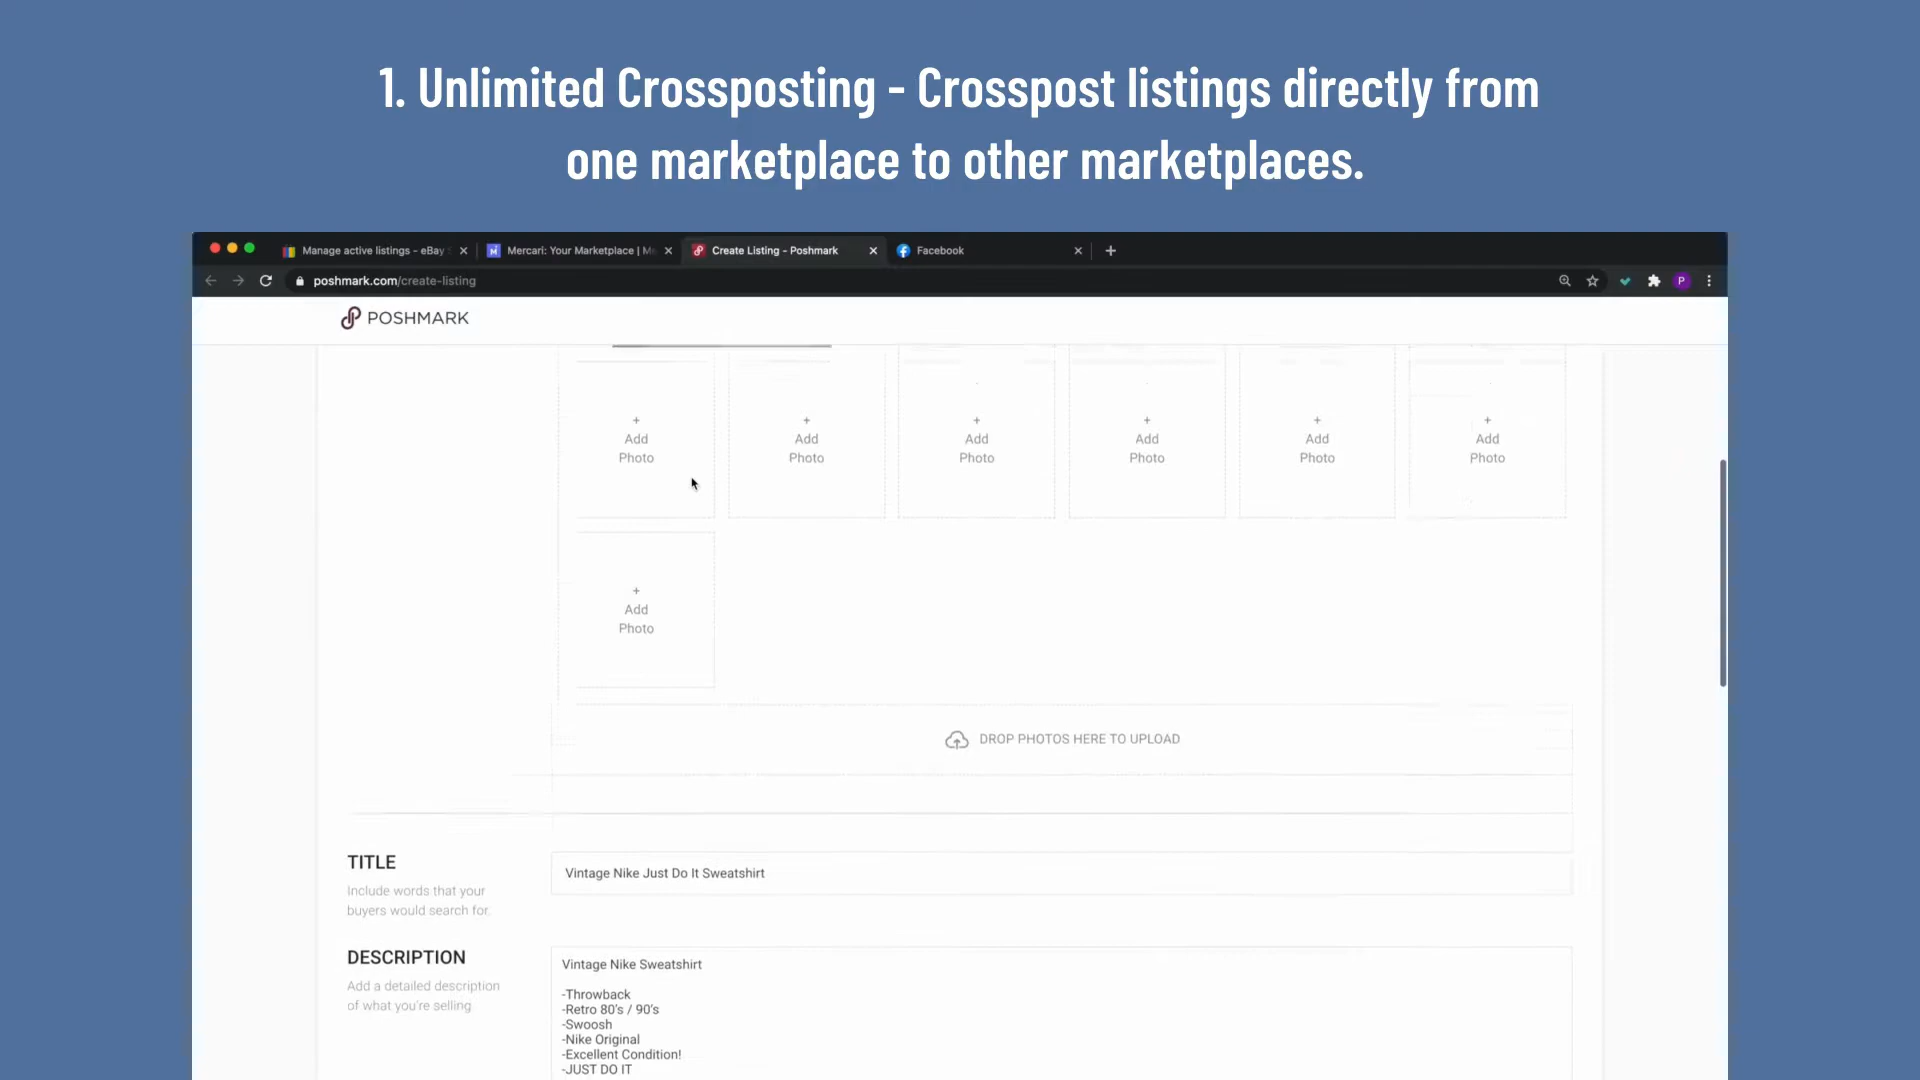 1. Unlimited Crossposting - Crosspost listings directly from
one marketplace to other marketplaces.
Manage active listings - eBay
Mercari: Your Marketplace | M
Create Listing - Poshmark
Facebook
poshmark.com/create-listing
P
POSHMARK
+ Add Photo
+ Add Photo
+ Add Photo
+ Add Photo
+ Add Photo
+ Add Photo
+ Add Photo
DROP PHOTOS HERE TO UPLOAD
TITLE
Include words that your
buyers would search for.
Vintage Nike Just Do It Sweatshirt
DESCRIPTION
Add a detailed description
of what you're selling.
Vintage Nike Sweatshirt
-Throwback
-Retro 80's / 90's
-Swoosh
-Nike Original
-Excellent Condition!
-JUST DO IT